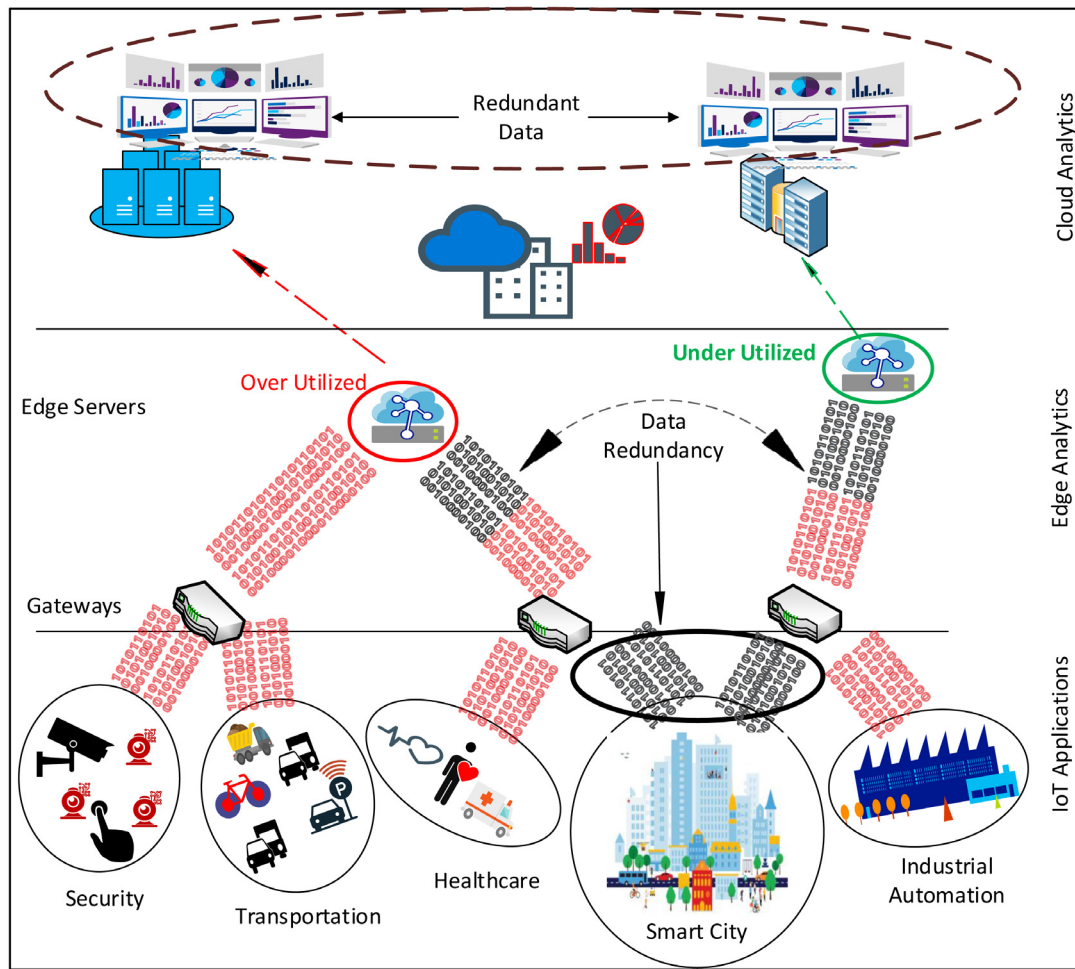 Redundant
Data
Cloud Analytics
Under Utilized
Over Utilized
Edge Servers
Data
Redundancy
Edge Analytics
Gateways
IoT Applications
P
Security
Transportation
Healthcare
Smart City
Industrial
Automation